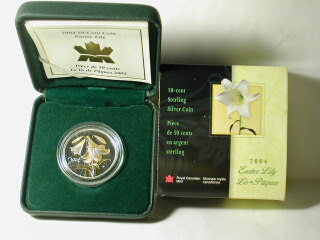 2004 50-Cent Coin
Easter Lily
Pièce de 50 cents
Le lis de Pâques 2004
50-cent
Sterling
Silver Coin
Pièce
de 50 cents
en argent
sterling
2004
Easter Lily
Lis de Pâques
Royal Canadian
Mint
Monnaie royale
canadienne